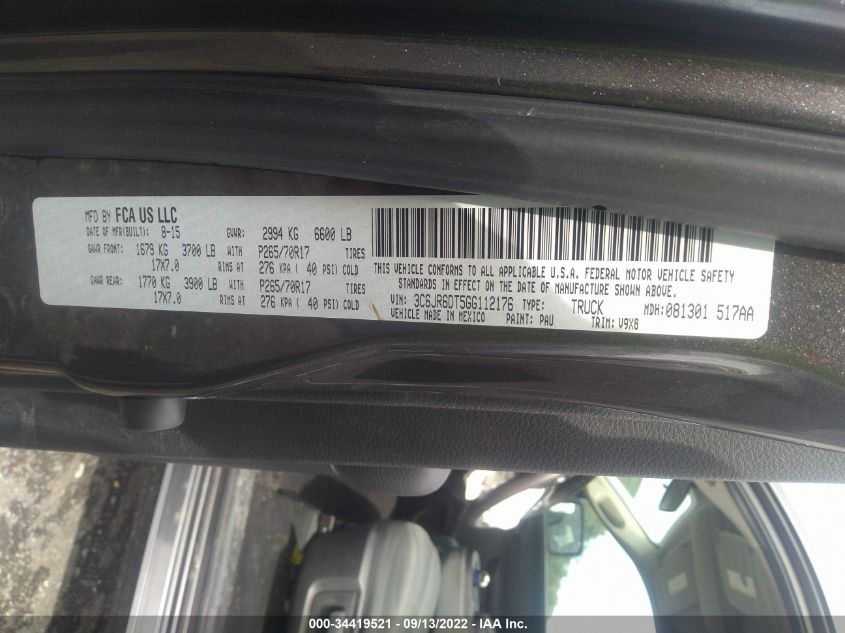 MFD BY FCA US LLC
DATE OF MFR(BUILT): 8-15 GVWR: 2994 KG 6600 LB
GAWR FRONT: 1679 KG 3700 LB WITH P265/70R17 TIRES
17X7.0 RIMS AT 276 KPA ( 40 PSI) COLD
GAWR REAR: 1770 KG 3900 LB WITH P265/70R17 TIRES
17X7.0 RIMS AT 276 KPA ( 40 PSI) COLD
THIS VEHICLE CONFORMS TO ALL APPLICABLE U.S.A. FEDERAL MOTOR VEHICLE SAFETY
STANDARDS IN EFFECT ON THE DATE OF MANUFACTURE SHOWN ABOVE.
VIN: 3C6JR6DT5GG112176 TYPE: TRUCK MDH:081301 517AA
VEHICLE MADE IN MEXICO PAINT: PAU TRIM: V9X8
000 - 34419521 - 09/13/2022 - IAA Inc.